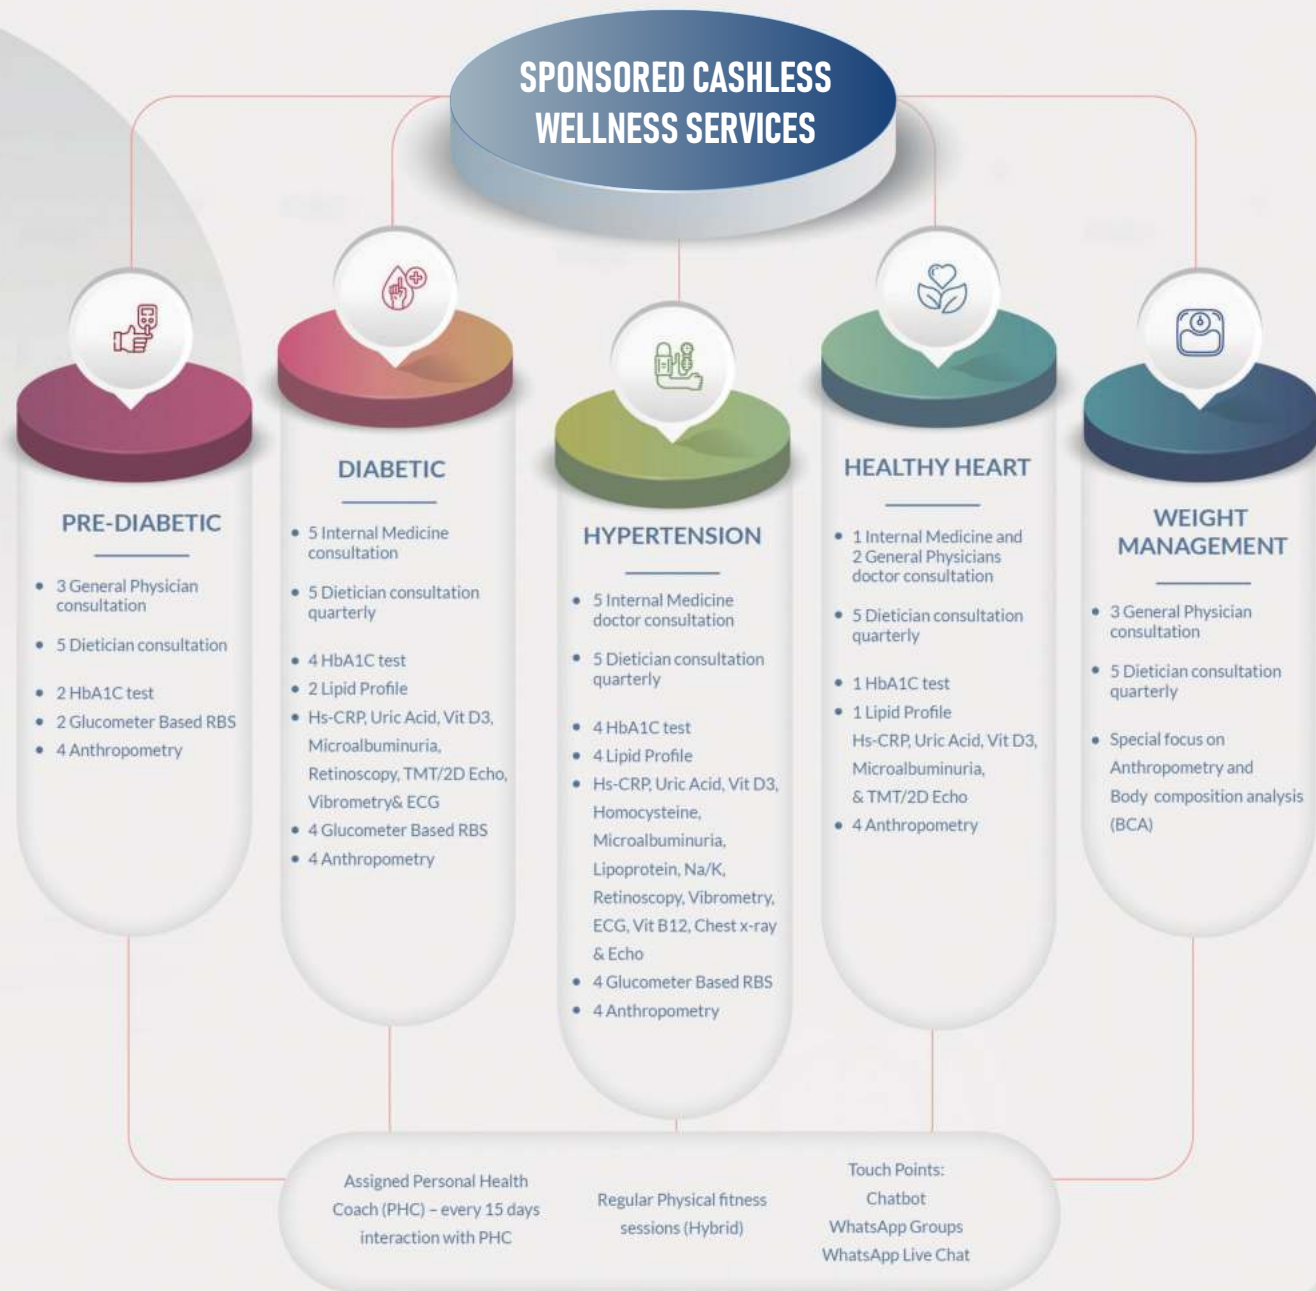 SPONSORED CASHLESS
WELLNESS SERVICES
PRE-DIABETIC
• 3 General Physician
consultation
• 5 Dietician consultation
• 2 HbA1C test
• 2 Glucometer Based RBS
• 4 Anthropometry
DIABETIC
• 5 Internal Medicine
consultation
• 5 Dietician consultation
quarterly
• 4 HbA1C test
• 2 Lipid Profile
• Hs-CRP, Uric Acid, Vit D3,
Microalbuminuria,
Retinoscopy, TMT/2D Echo,
Vibrometry& ECG
• 4 Glucometer Based RBS
• 4 Anthropometry
HYPERTENSION
• 5 Internal Medicine
doctor consultation
• 5 Dietician consultation
quarterly
• 4 HbA1C test
• 4 Lipid Profile
• Hs-CRP, Uric Acid, Vit D3,
Homocysteine,
Microalbuminuria,
Lipoprotein, Na/K,
Retinoscopy, Vibrometry,
ECG, Vit B12, Chest x-ray
& Echo
• 4 Glucometer Based RBS
• 4 Anthropometry
HEALTHY HEART
• 1 Internal Medicine and
2 General Physicians
doctor consultation
• 5 Dietician consultation
quarterly
• 1 HbA1C test
• 1 Lipid Profile
Hs-CRP, Uric Acid, Vit D3,
Microalbuminuria,
& TMT/2D Echo
• 4 Anthropometry
WEIGHT
MANAGEMENT
• 3 General Physician
consultation
• 5 Dietician consultation
quarterly
• Special focus on
Anthropometry and
Body composition analysis
(BCA)
Assigned Personal Health
Coach (PHC) – every 15 days
interaction with PHC
Regular Physical fitness
sessions (Hybrid)
Touch Points:
Chatbot
WhatsApp Groups
WhatsApp Live Chat